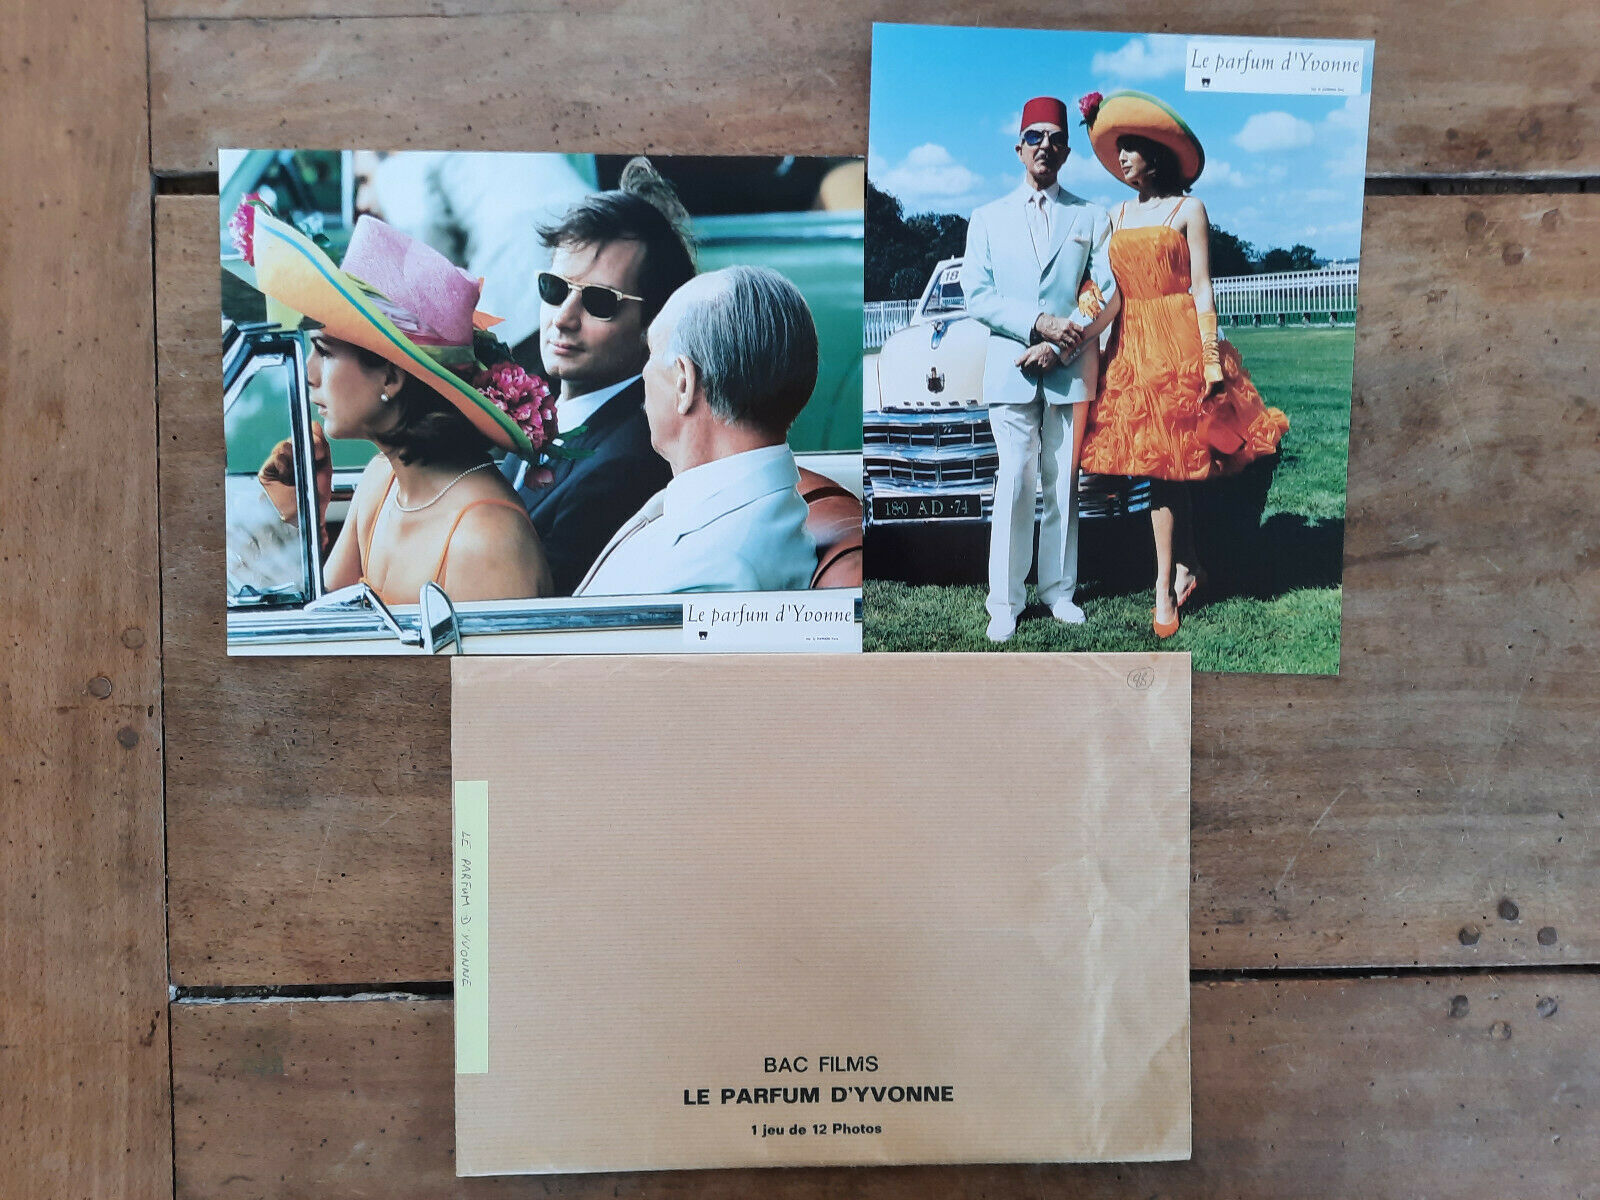 Le parfum d'Yvonne
18
180 AD 74
Le parfum d'Yvonne
95
LE PARFUM D'YVONNE
BAC FILMS
LE PARFUM D'YVONNE
1 jeu de 12 Photos